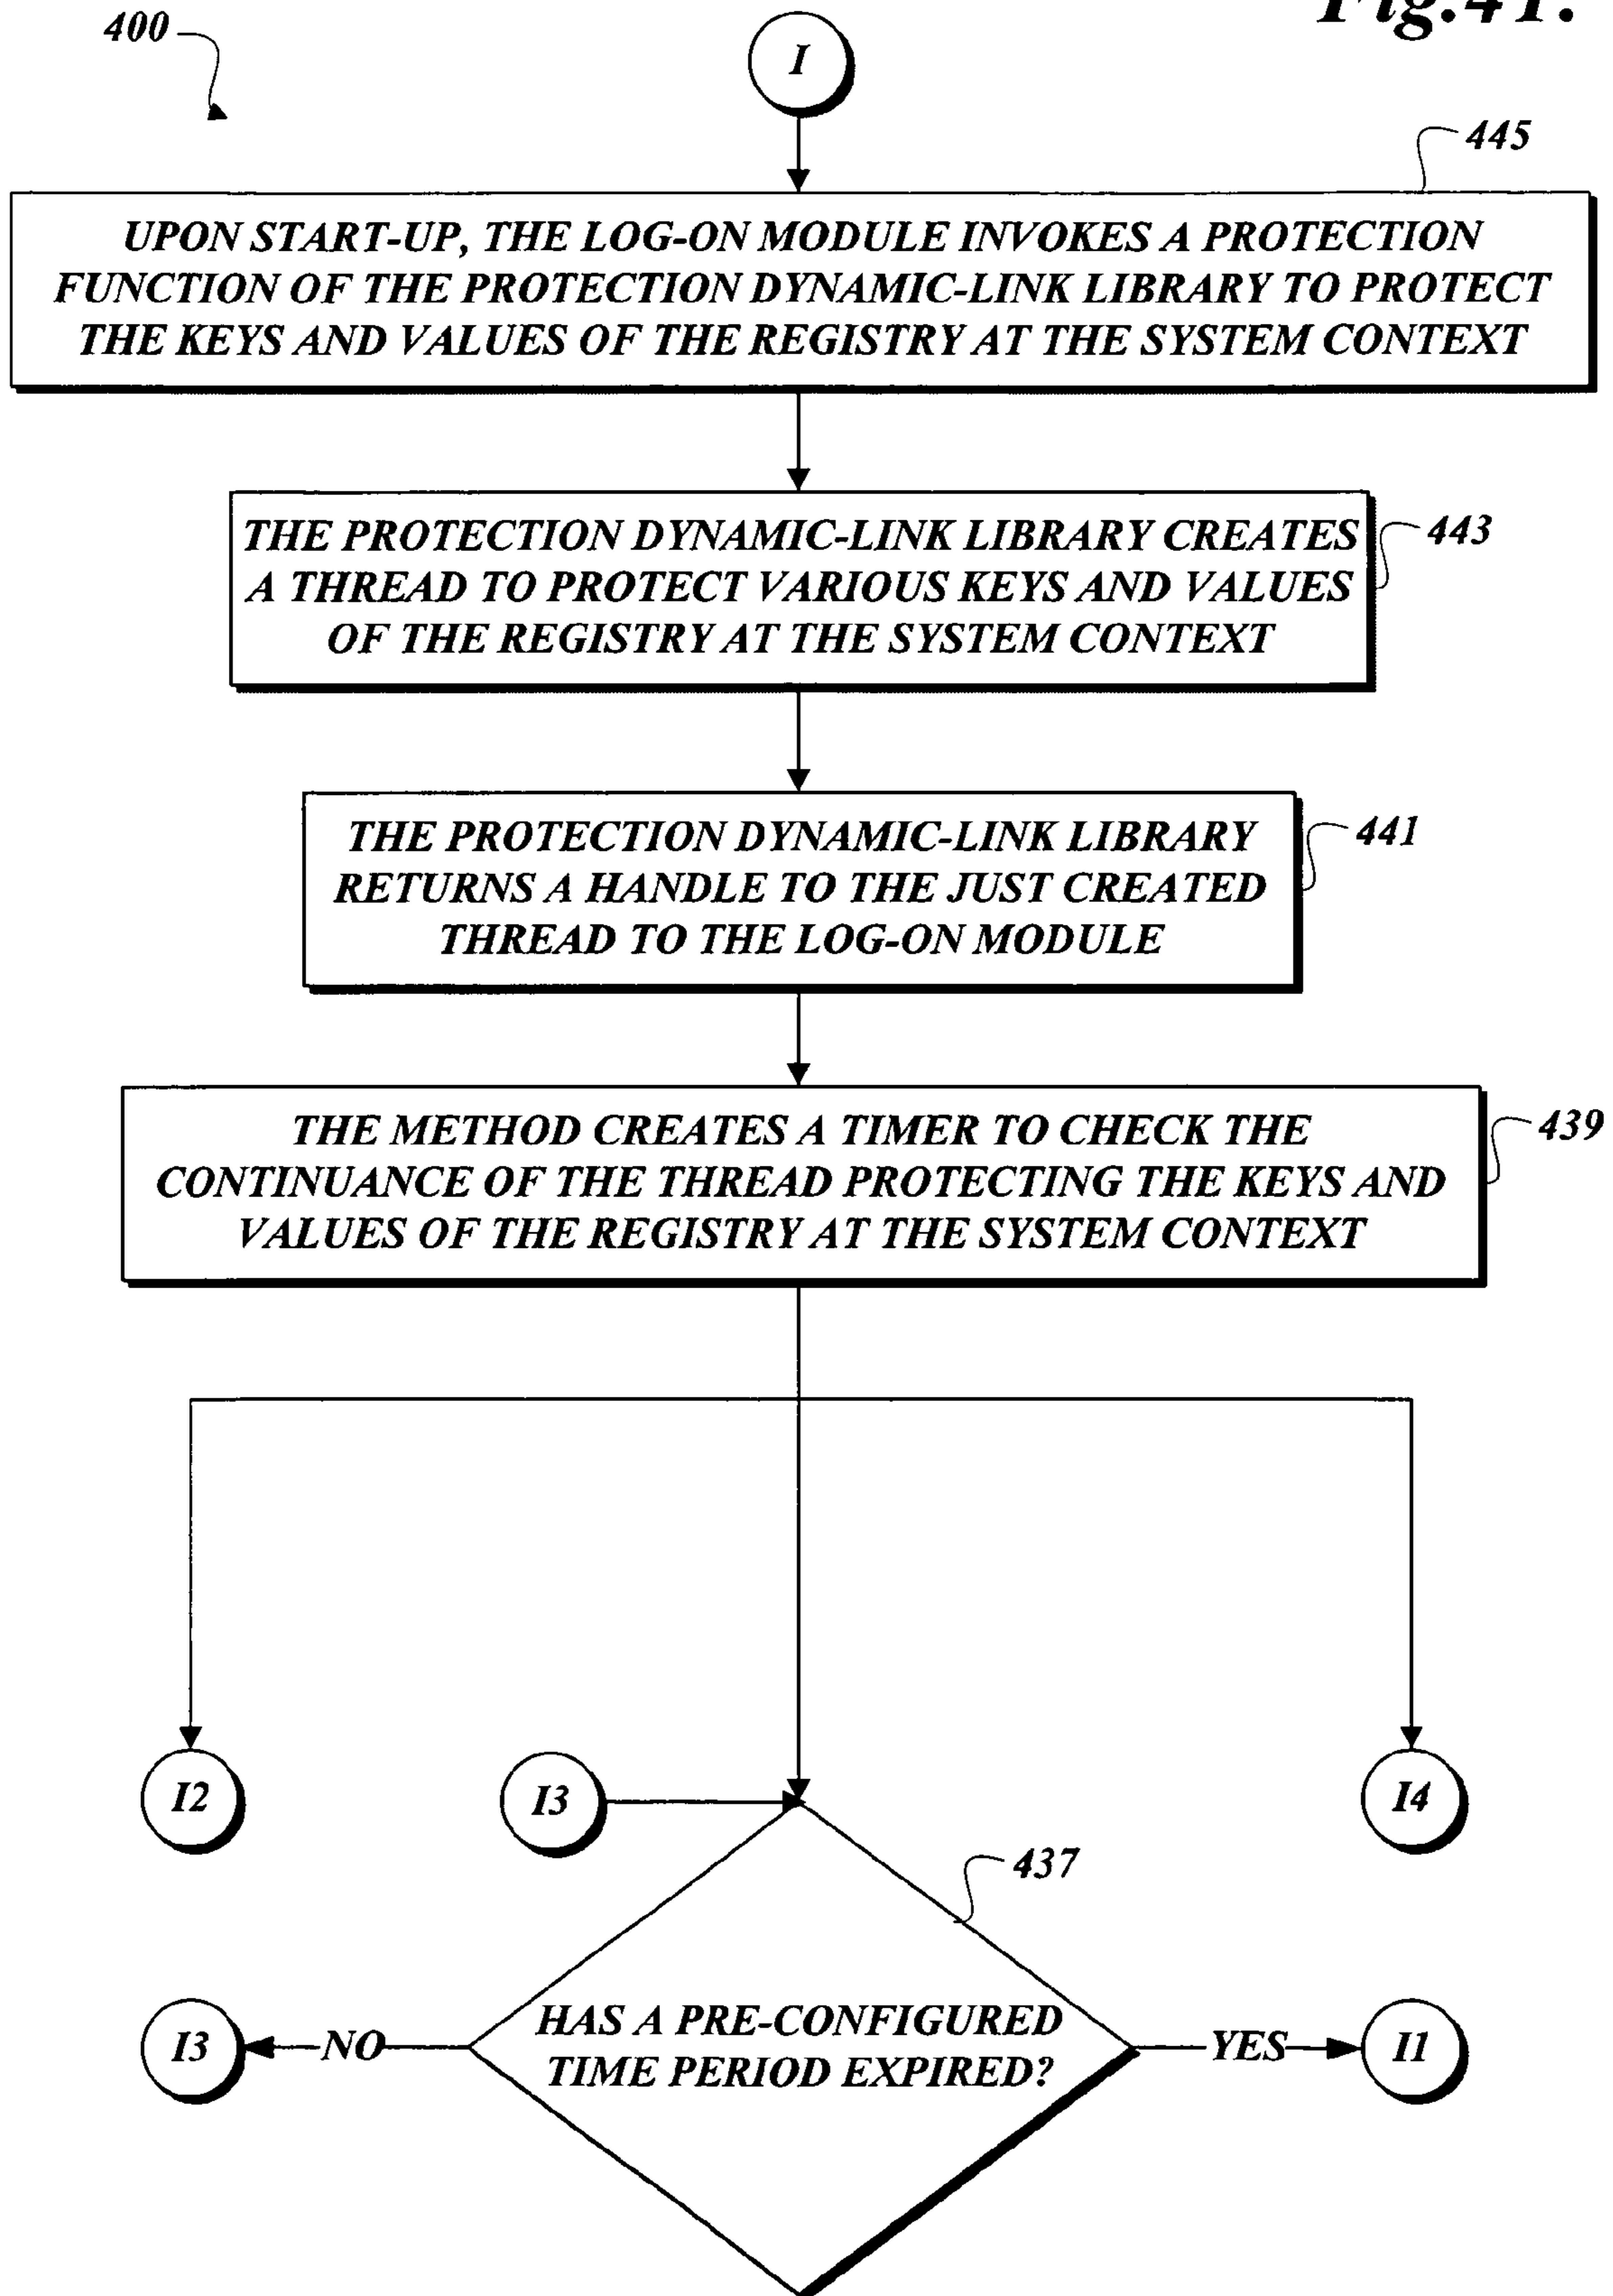 Fig.4I.
400
I
445
UPON START-UP, THE LOG-ON MODULE INVOKES A PROTECTION
FUNCTION OF THE PROTECTION DYNAMIC-LINK LIBRARY TO PROTECT
THE KEYS AND VALUES OF THE REGISTRY AT THE SYSTEM CONTEXT
443
THE PROTECTION DYNAMIC-LINK LIBRARY CREATES
A THREAD TO PROTECT VARIOUS KEYS AND VALUES
OF THE REGISTRY AT THE SYSTEM CONTEXT
441
THE PROTECTION DYNAMIC-LINK LIBRARY
RETURNS A HANDLE TO THE JUST CREATED
THREAD TO THE LOG-ON MODULE
439
THE METHOD CREATES A TIMER TO CHECK THE
CONTINUANCE OF THE THREAD PROTECTING THE KEYS AND
VALUES OF THE REGISTRY AT THE SYSTEM CONTEXT
I2
I3
I4
437
HAS A PRE-CONFIGURED
TIME PERIOD EXPIRED?
I3
NO
YES
I1